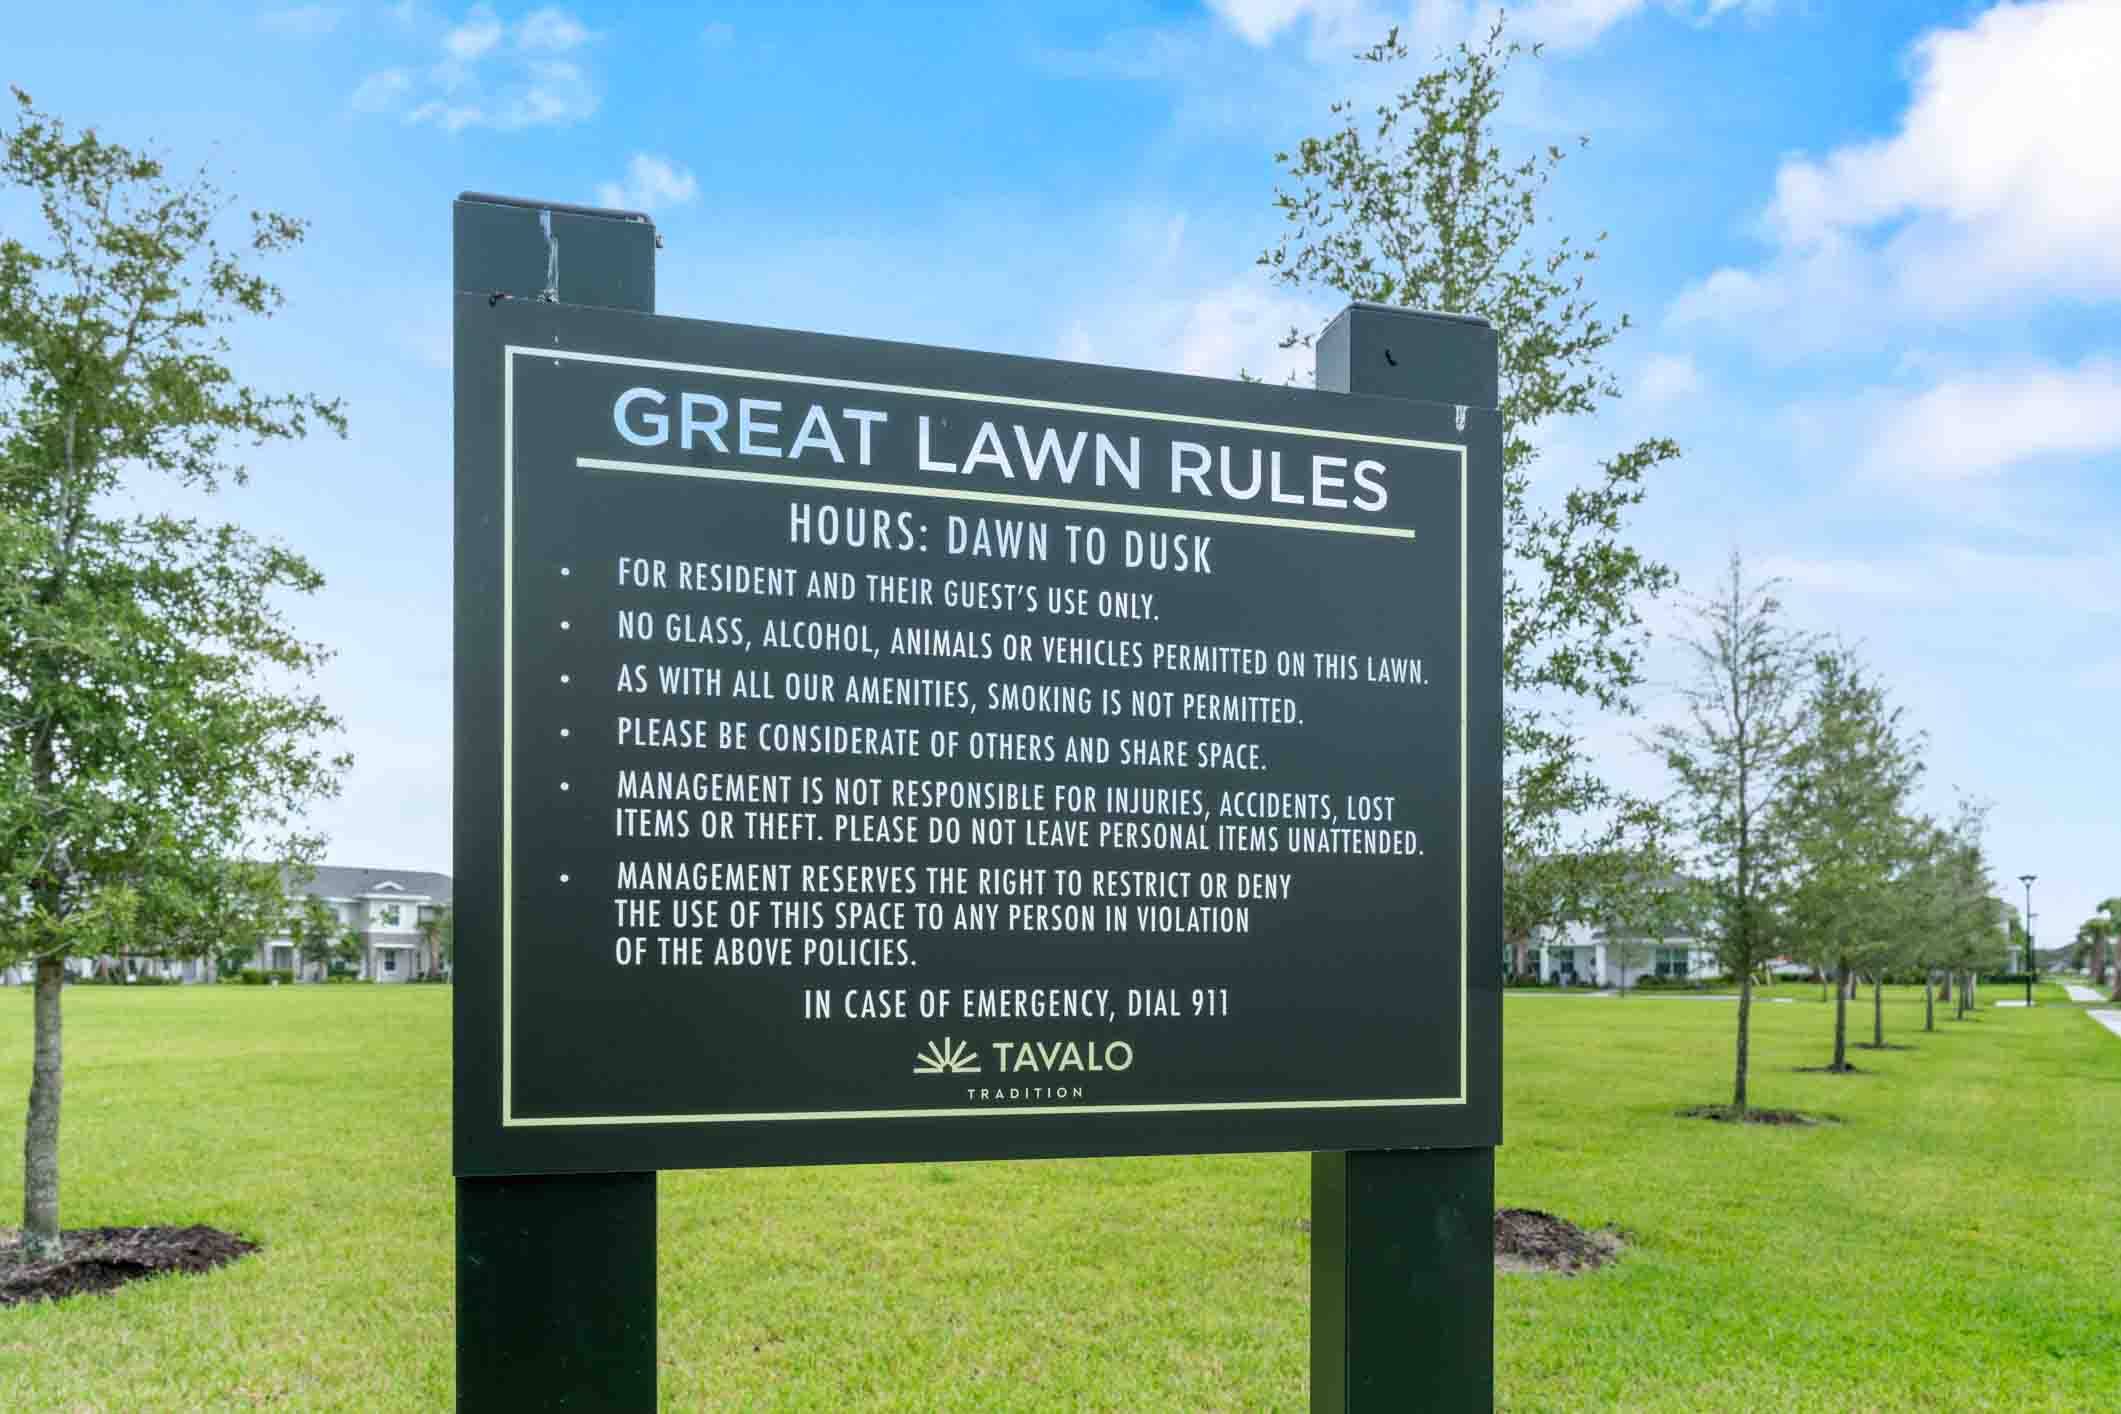 GREAT LAWN RULES
HOURS: DAWN TO DUSK
• FOR RESIDENT AND THEIR GUEST'S USE ONLY.
• NO GLASS, ALCOHOL, ANIMALS OR VEHICLES PERMITTED ON THIS LAWN.
• AS WITH ALL OUR AMENITIES, SMOKING IS NOT PERMITTED.
• PLEASE BE CONSIDERATE OF OTHERS AND SHARE SPACE.
• MANAGEMENT IS NOT RESPONSIBLE FOR INJURIES, ACCIDENTS, LOST
ITEMS OR THEFT. PLEASE DO NOT LEAVE PERSONAL ITEMS UNATTENDED.
• MANAGEMENT RESERVES THE RIGHT TO RESTRICT OR DENY
THE USE OF THIS SPACE TO ANY PERSON IN VIOLATION
OF THE ABOVE POLICIES.
IN CASE OF EMERGENCY, DIAL 911
TAVALO
TRADITION